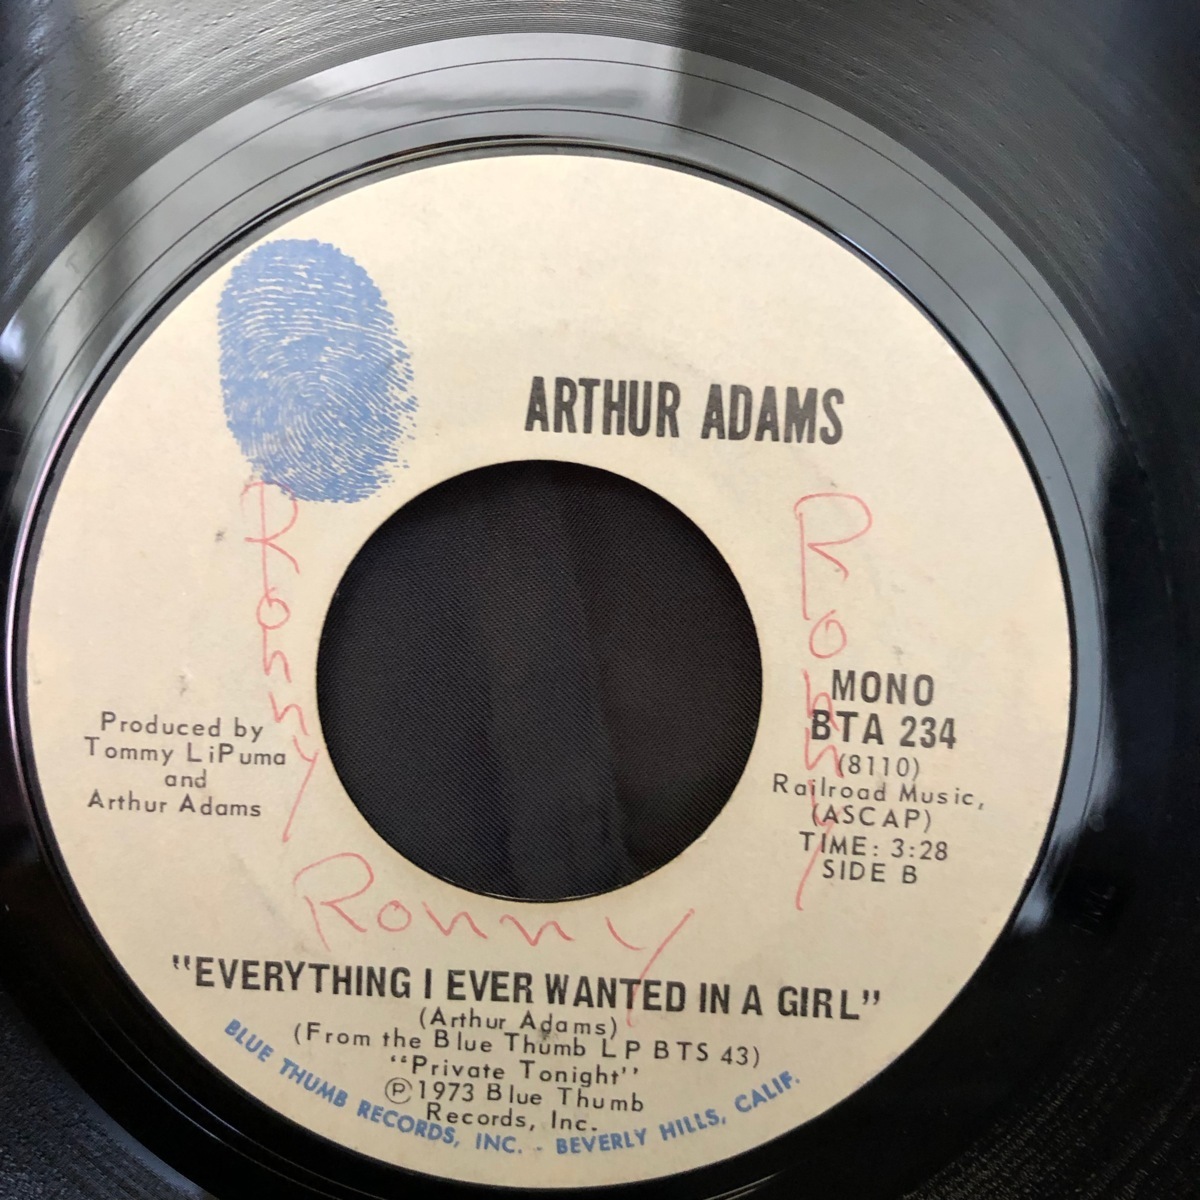 ARTHUR ADAMS
Ronny
Ronny
Produced by
Tommy LiPuma
and
Arthur Adams
MONO
BTA 234
(8110)
Railroad Music,
(ASCAP)
TIME: 3:28
SIDE B
Ronny
"EVERYTHING I EVER WANTED IN A GIRL"
(Arthur Adams)
(From the Blue Thumb LP BTS 43)
"Private Tonight"
℗1973 Blue Thumb
Records, Inc.
BLUE THUMB RECORDS, INC. - BEVERLY HILLS, CALIF.